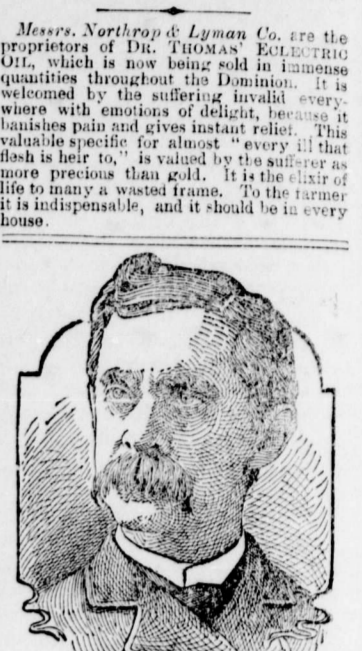 Messrs. Northrop & Lyman Co. are the
proprietors of DR. THOMAS' ECLECTRIC
OIL, which is now being sold in immense
quantities throughout the Dominion. It is
welcomed by the suffering invalid every-
where with emotions of delight, because it
banishes pain and gives instant relief. This
valuable specific for almost "every ill that
flesh is heir to," is valued by the sufferer as
more precious than gold. It is the elixir of
life to many a wasted frame. To the farmer
it is indispensable, and it should be in every
house.